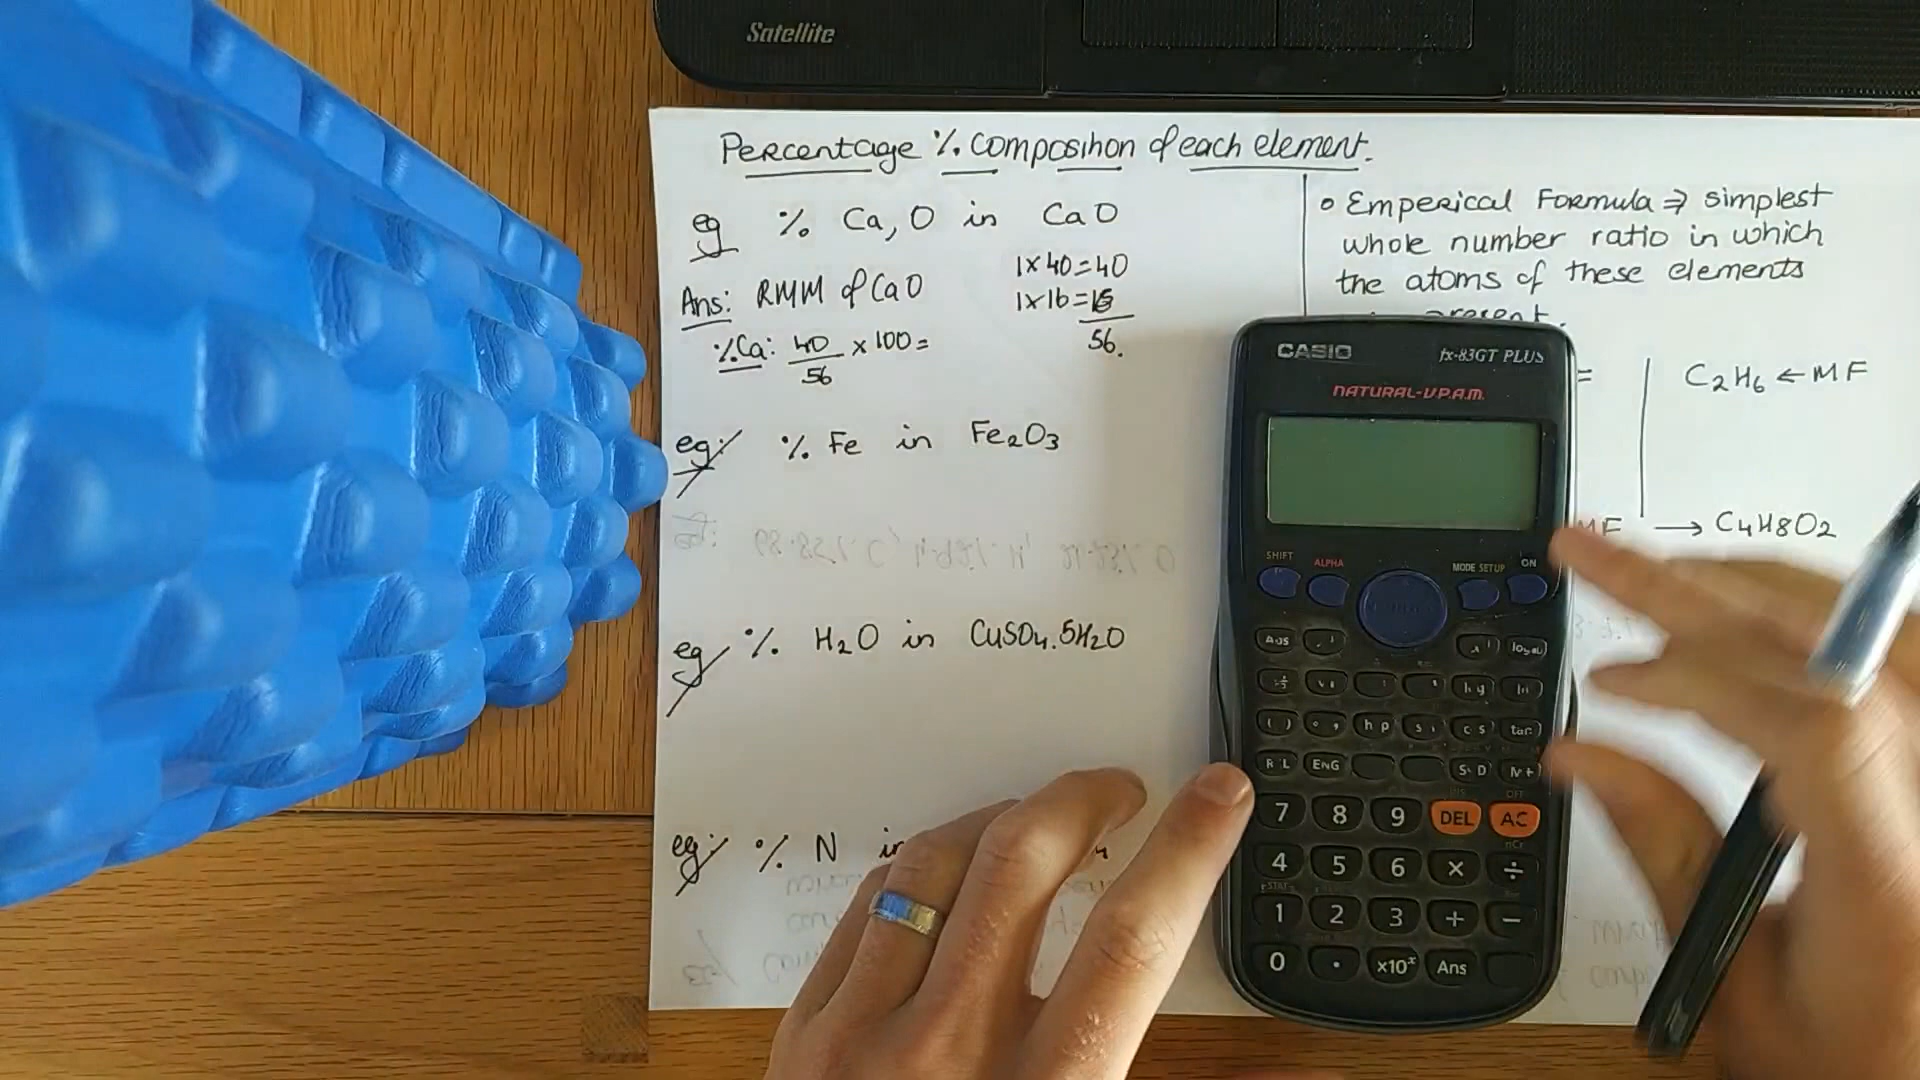 Satellite
Percentage % Composition of each element.
eg % Ca, O in CaO
Ans: RMM of CaO
1x40=40
1x16=16
56.
%Ca: 40/56 x 100=
eg: % Fe in Fe2O3
eg % H2O in CuSO4.5H2O
eg: % N
• Emperical Formula ⇒ simplest
whole number ratio in which
the atoms of these elements
present.
=
C2H6 ← MF
MF → C4H8O2
CASIO fx-83GT PLUS
NATURAL-V.P.A.M.
SHIFT ALPHA MODE SETUP ON
ENG
7 8 9 DEL AC
4 5 6 × ÷
1 2 3 + −
0 • ×10ˣ Ans